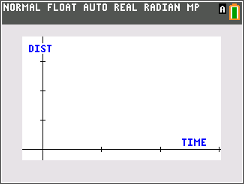 NORMAL FLOAT AUTO REAL RADIAN MP
A
DIST
TIME